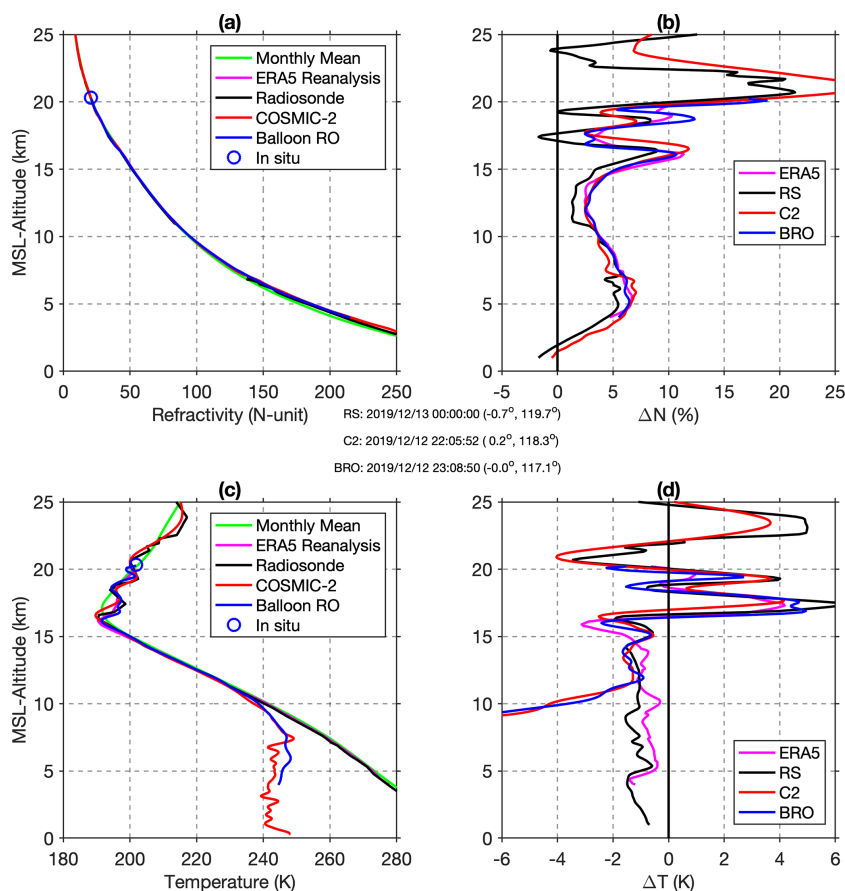 (a)
25
20
15
10
5
0
MSL-Altitude (km)
Monthly Mean
ERA5 Reanalysis
Radiosonde
COSMIC-2
Balloon RO
In situ
0 50 100 150 200 250
Refractivity (N-unit)
(b)
25
20
15
10
5
0
ERA5
RS
C2
BRO
-5 0 5 10 15 20 25
ΔN (%)
RS: 2019/12/13 00:00:00 (-0.7°, 119.7°)
C2: 2019/12/12 22:05:52 ( 0.2°, 118.3°)
BRO: 2019/12/12 23:08:50 (-0.0°, 117.1°)
(c)
25
20
15
10
5
0
MSL-Altitude (km)
Monthly Mean
ERA5 Reanalysis
Radiosonde
COSMIC-2
Balloon RO
In situ
180 200 220 240 260 280
Temperature (K)
(d)
25
20
15
10
5
0
ERA5
RS
C2
BRO
-6 -4 -2 0 2 4 6
ΔT (K)